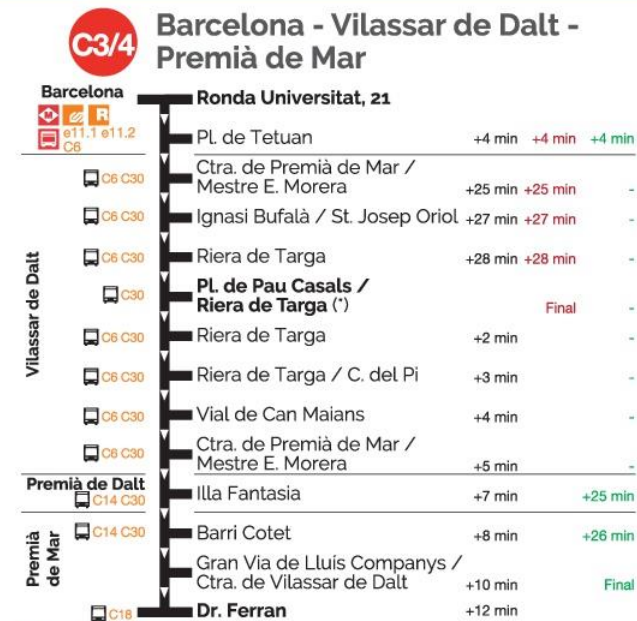 C3/4
Barcelona - Vilassar de Dalt -
Premià de Mar
Barcelona
M R
e11.1 e11.2
C6
Ronda Universitat, 21
Pl. de Tetuan +4 min +4 min +4 min
Vilassar de Dalt
C6 C30 Ctra. de Premià de Mar /
Mestre E. Morera +25 min +25 min -
C6 C30 Ignasi Bufalà / St. Josep Oriol +27 min +27 min -
C6 C30 Riera de Targa +28 min +28 min -
C30 Pl. de Pau Casals /
Riera de Targa (*) Final -
C6 C30 Riera de Targa +2 min -
C6 C30 Riera de Targa / C. del Pi +3 min -
C6 C30 Vial de Can Maians +4 min -
C6 C30 Ctra. de Premià de Mar /
Mestre E. Morera +5 min -
Premià de Dalt
C14 C30 Illa Fantasia +7 min +25 min
Premià
de Mar
C14 C30 Barri Cotet +8 min +26 min
Gran Via de Lluís Companys /
Ctra. de Vilassar de Dalt +10 min Final
C18 Dr. Ferran +12 min